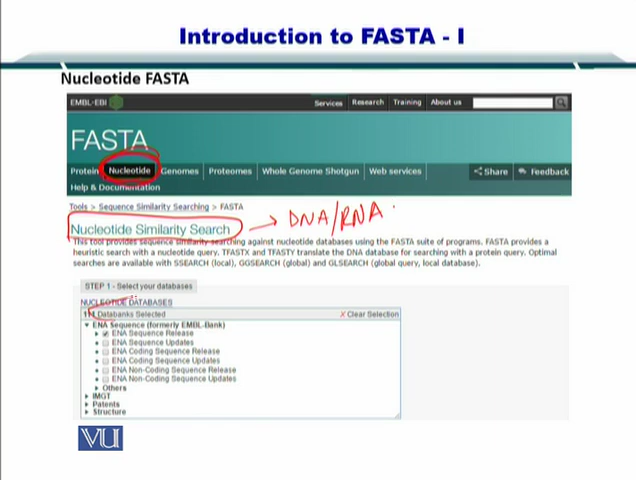 Introduction to FASTA - I
Nucleotide FASTA
EMBL-EBI
Services Research Training About us
FASTA
Protein Nucleotide Genomes Proteomes Whole Genome Shotgun Web services Share Feedback
Help & Documentation
Tools > Sequence Similarity Searching > FASTA
Nucleotide Similarity Search → DNA/RNA
This tool provides sequence similarity searching against nucleotide databases using the FASTA suite of programs. FASTA provides a
heuristic search with a nucleotide query. TFASTX and TFASTY translate the DNA database for searching with a protein query. Optimal
searches are available with SSEARCH (local), GGSEARCH (global) and GLSEARCH (global query, local database).
STEP 1 - Select your databases
NUCLEOTIDE DATABASES
Databanks Selected X Clear Selection
ENA Sequence (formerly EMBL-Bank)
ENA Sequence Release
ENA Sequence Updates
ENA Coding Sequence Release
ENA Coding Sequence Updates
ENA Non-Coding Sequence Release
ENA Non-Coding Sequence Updates
Others
IMGT
Patents
Structure
VU